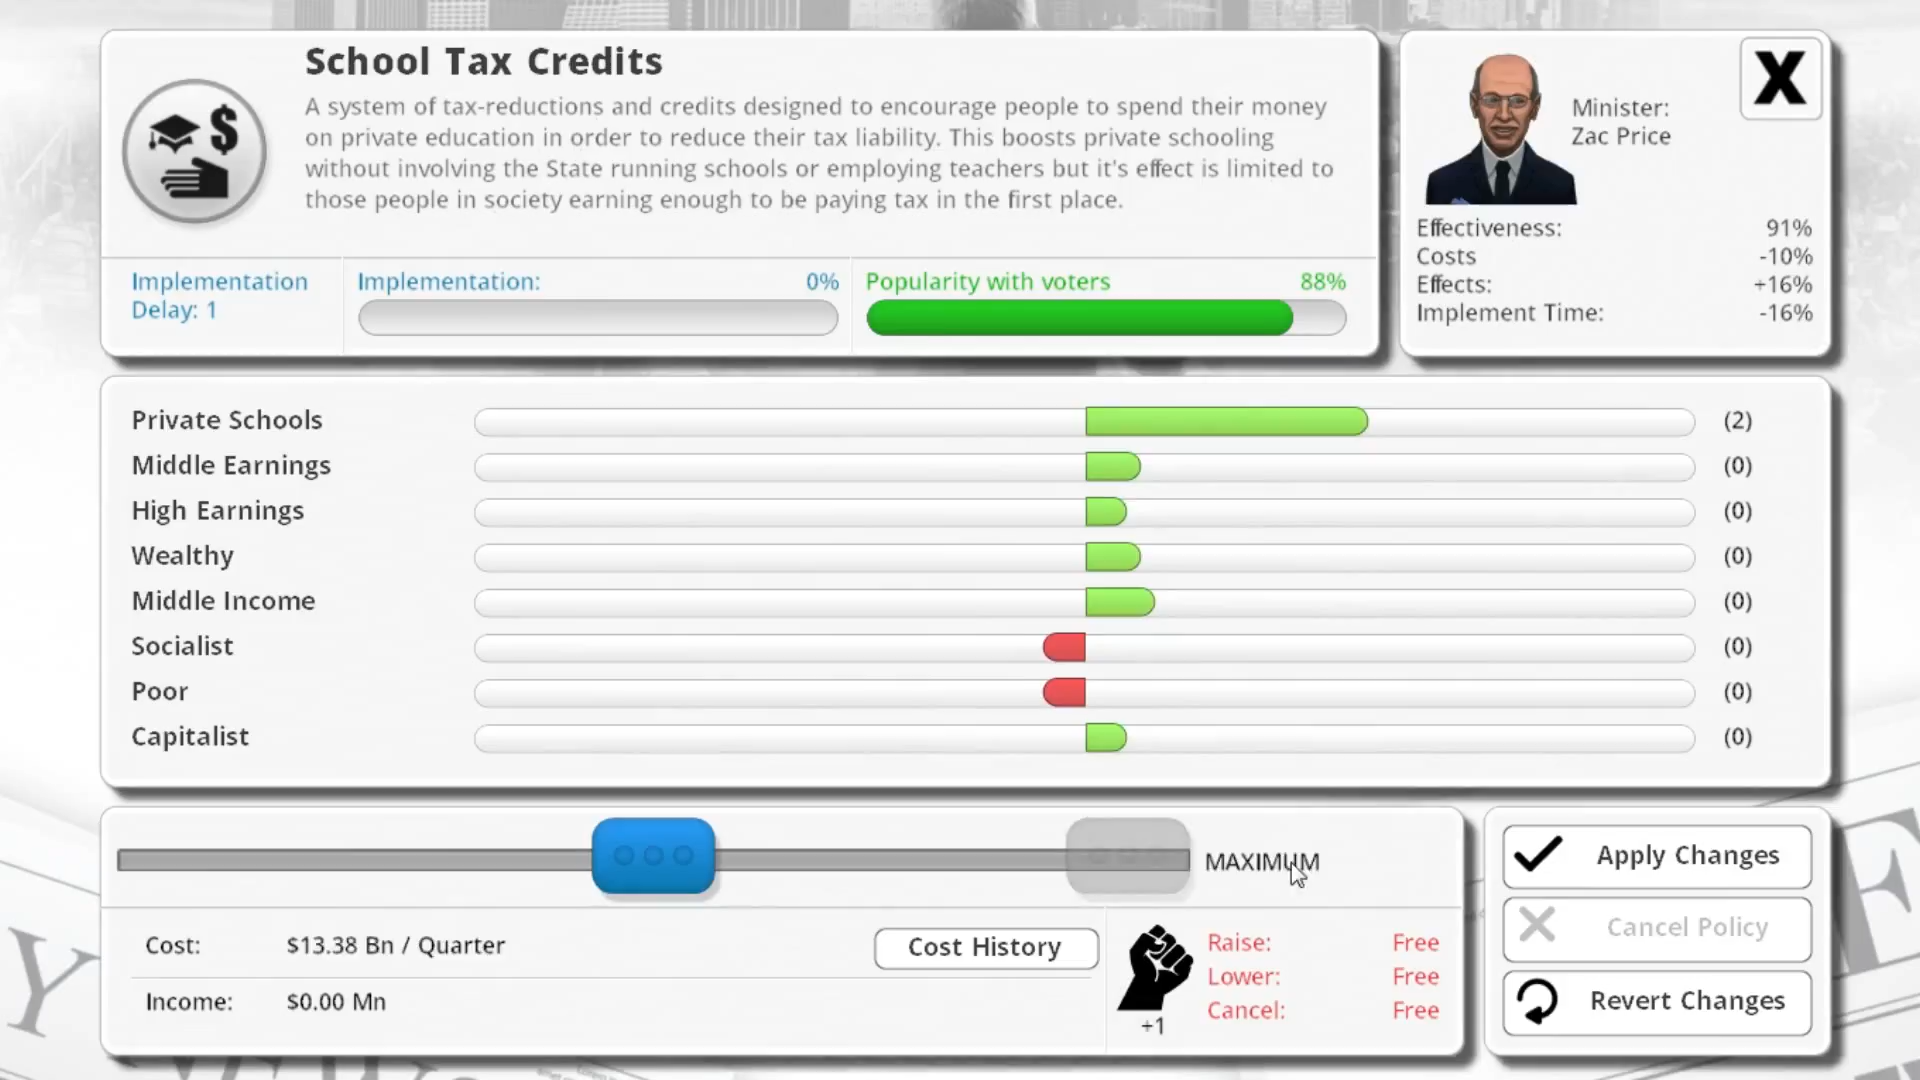 School Tax Credits
A system of tax-reductions and credits designed to encourage people to spend their money
on private education in order to reduce their tax liability. This boosts private schooling
without involving the State running schools or employing teachers but it's effect is limited to
those people in society earning enough to be paying tax in the first place.
Implementation
Delay: 1
Implementation: 0%
Popularity with voters 88%
X
Minister:
Zac Price
Effectiveness: 91%
Costs -10%
Effects: +16%
Implement Time: -16%
Private Schools (2)
Middle Earnings (0)
High Earnings (0)
Wealthy (0)
Middle Income (0)
Socialist (0)
Poor (0)
Capitalist (0)
MAXIMUM
Cost: $13.38 Bn / Quarter
Cost History
Income: $0.00 Mn
+1
Raise: Free
Lower: Free
Cancel: Free
Apply Changes
Cancel Policy
Revert Changes